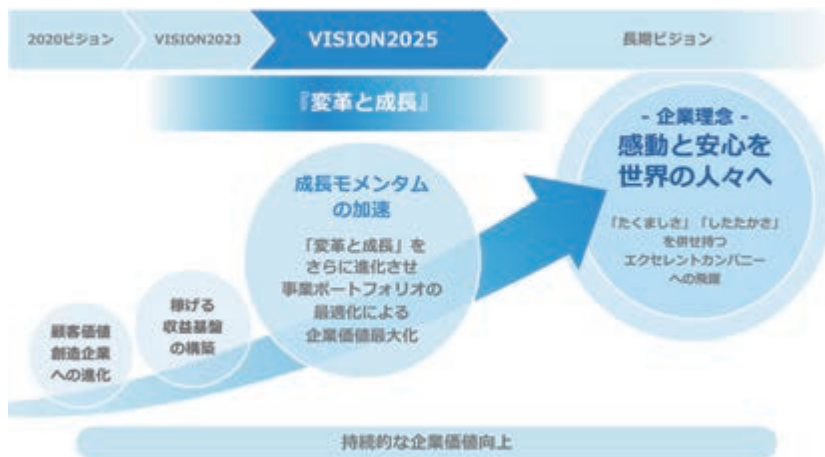 2020ビジョン
VISION2023
VISION2025
長期ビジョン
『変革と成長』
- 企業理念 -
感動と安心を
世界の人々へ
「たくましさ」「したたかさ」
を併せ持つ
エクセレントカンパニー
への飛躍
成長モメンタム
の加速
「変革と成長」を
さらに進化させ
事業ポートフォリオの
最適化による
企業価値最大化
稼げる
収益基盤
の構築
顧客価値
創造企業
への進化
持続的な企業価値向上